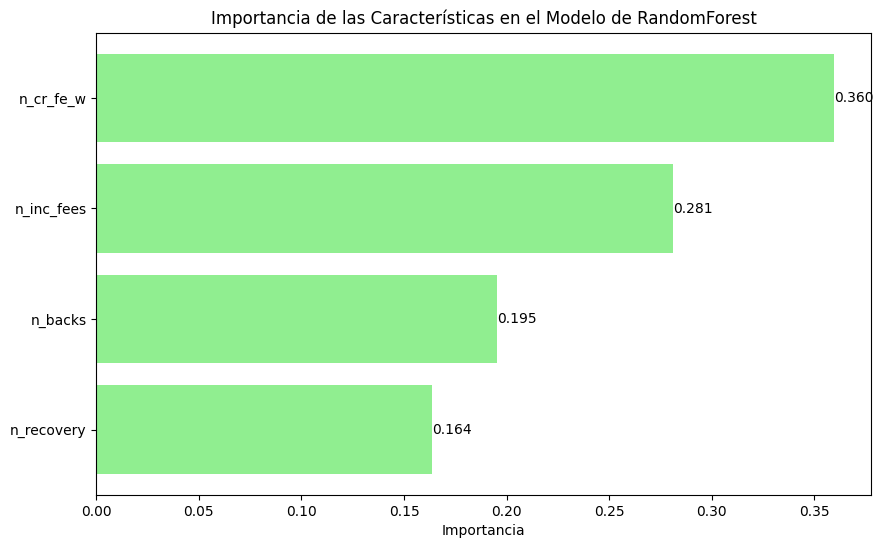 Importancia de las Características en el Modelo de RandomForest
n_cr_fe_w
0.360
n_inc_fees
0.281
n_backs
0.195
n_recovery
0.164
0.00 0.05 0.10 0.15 0.20 0.25 0.30 0.35
Importancia